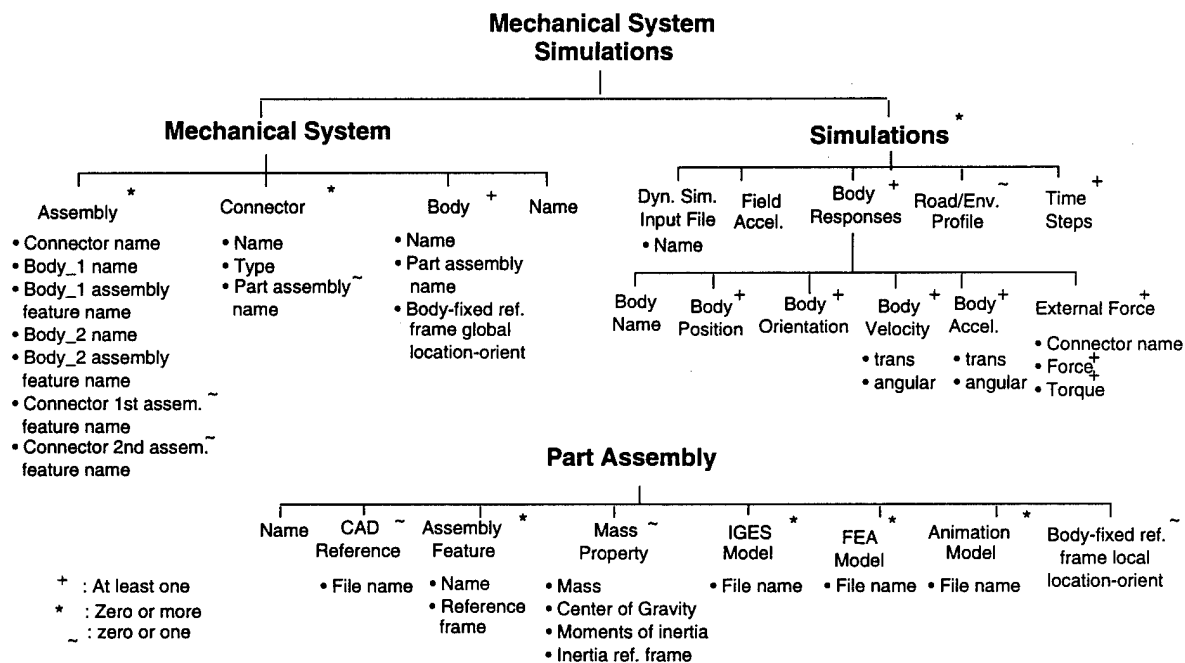 Mechanical System
Simulations
Mechanical System
Simulations *
Assembly *
Connector *
Body +
Name
• Connector name
• Body_1 name
• Body_1 assembly
feature name
• Body_2 name
• Body_2 assembly
feature name
• Connector 1st assem. ~
feature name
• Connector 2nd assem. ~
feature name
• Name
• Type
• Part assembly ~
name
• Name
• Part assembly
name
• Body-fixed ref.
frame global
location-orient
Dyn. Sim.
Input File
• Name
Field
Accel.
Body +
Responses
Road/Env. ~
Profile
Time +
Steps
Body
Name
Body +
Position
Body +
Orientation
Body +
Velocity
• trans
• angular
Body +
Accel.
• trans
• angular
External Force +
• Connector name
• Force +
• Torque +
Part Assembly
Name
CAD ~
Reference
• File name
Assembly *
Feature
• Name
• Reference
frame
Mass ~
Property
• Mass
• Center of Gravity
• Moments of inertia
• Inertia ref. frame
IGES *
Model
• File name
FEA *
Model
• File name
Animation *
Model
• File name
Body-fixed ref. ~
frame local
location-orient
+ : At least one
* : Zero or more
~ : zero or one